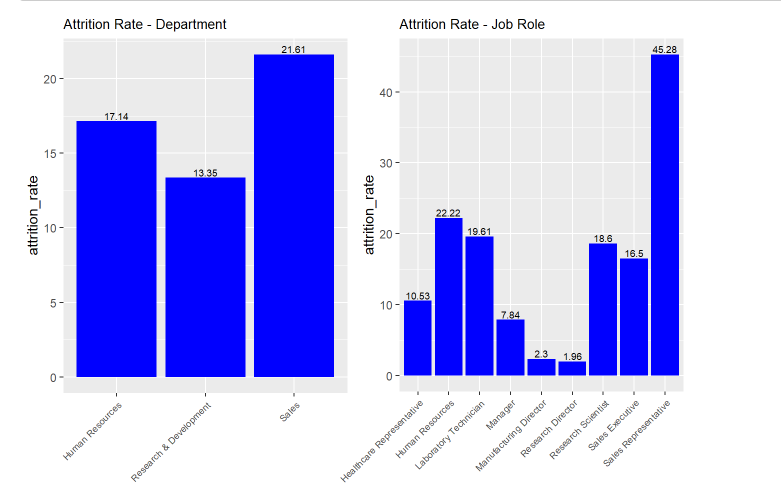 Attrition Rate - Department
21.61
20
17.14
15
13.35
10
5
0
attrition_rate
Human Resources
Research & Development
Sales
Attrition Rate - Job Role
45.28
40
30
22.22
20
19.61
18.6
16.5
10.53
10
7.84
2.3
1.96
0
attrition_rate
Healthcare Representative
Human Resources
Laboratory Technician
Manager
Manufacturing Director
Research Director
Research Scientist
Sales Executive
Sales Representative